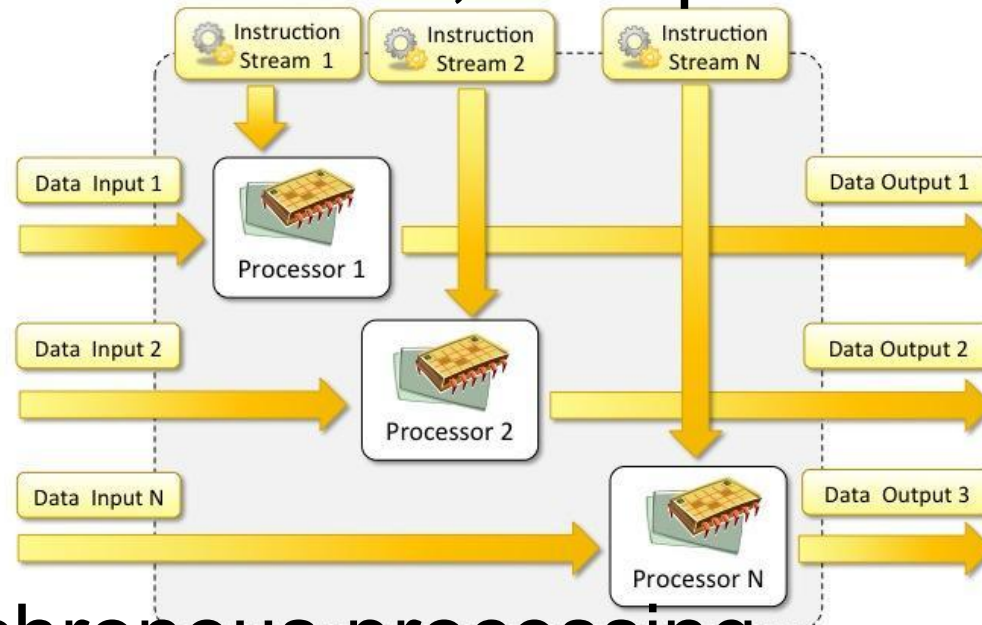 Instruction
Stream 1
Instruction
Stream 2
Instruction
Stream N
Data Input 1
Data Output 1
Processor 1
Data Input 2
Data Output 2
Processor 2
Data Input N
Data Output 3
Processor N
processing